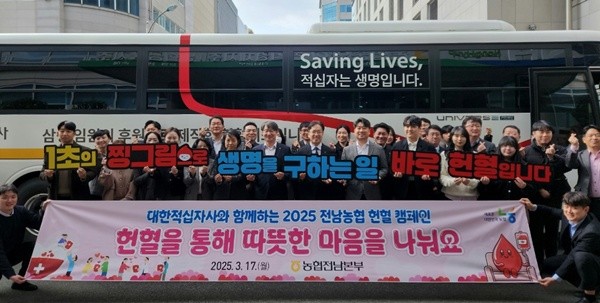 Saving Lives,
적십자는 생명입니다.
UNIVERSE
1초의 찡그림으로 생명을 구하는 일 바로 헌혈입니다
대한적십자사와 함께하는 2025 전남농협 헌혈 캠페인
헌혈을 통해 따뜻한 마음을 나눠요
2025. 3. 17.(월) 농협전남본부